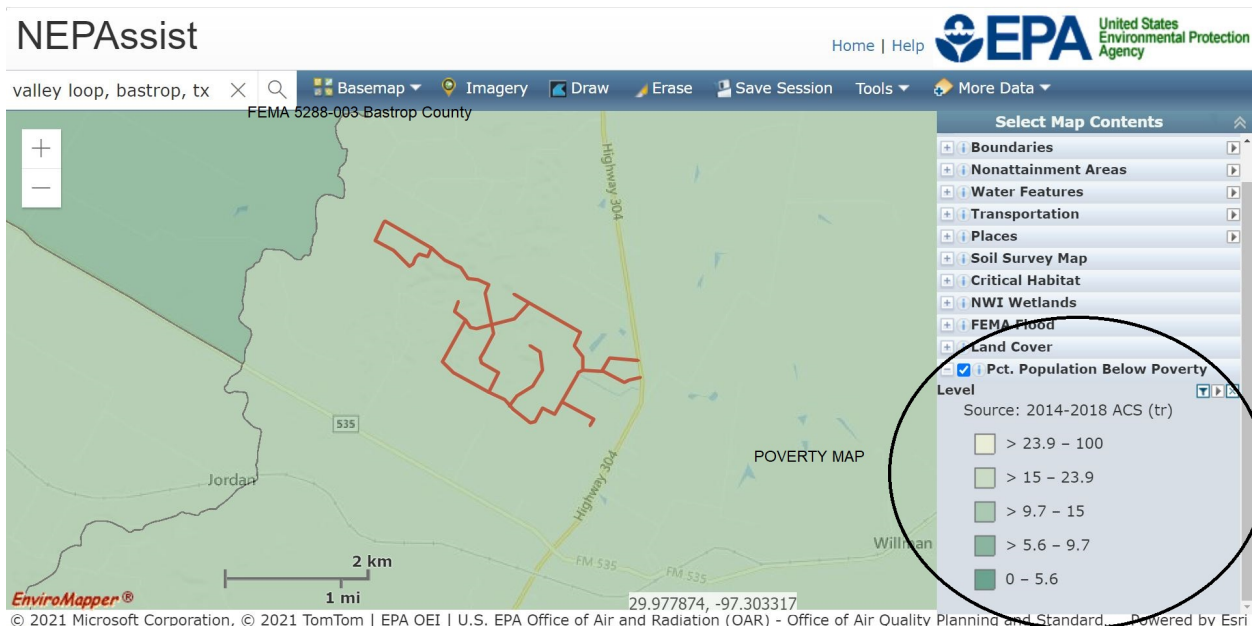 NEPAssist
Home | Help
EPA United States
Environmental Protection
Agency
valley loop, bastrop, tx
Basemap
Imagery
Draw
Erase
Save Session
Tools
More Data
FEMA 5288-003 Bastrop County
Select Map Contents
Boundaries
Nonattainment Areas
Water Features
Transportation
Places
Soil Survey Map
Critical Habitat
NWI Wetlands
FEMA Flood
Land Cover
Pct. Population Below Poverty
Level
Source: 2014-2018 ACS (tr)
> 23.9 – 100
> 15 – 23.9
> 9.7 – 15
> 5.6 – 9.7
0 – 5.6
Highway 304
535
POVERTY MAP
Jordan
Highway 304
Willman
FM 535
FM 535
2 km
1 mi
EnviroMapper ®
29.977874, -97.303317
© 2021 Microsoft Corporation, © 2021 TomTom | EPA OEI | U.S. EPA Office of Air and Radiation (OAR) - Office of Air Quality Planning and Standard... Powered by Esri